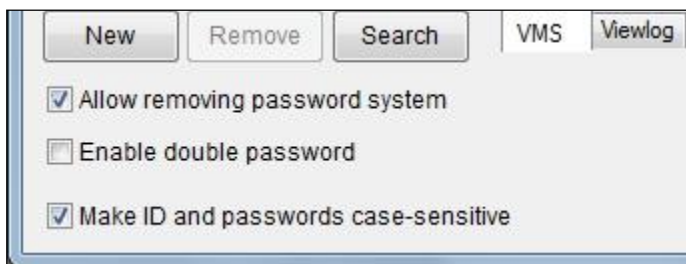 New Remove Search VMS Viewlog
Allow removing password system
Enable double password
Make ID and passwords case-sensitive